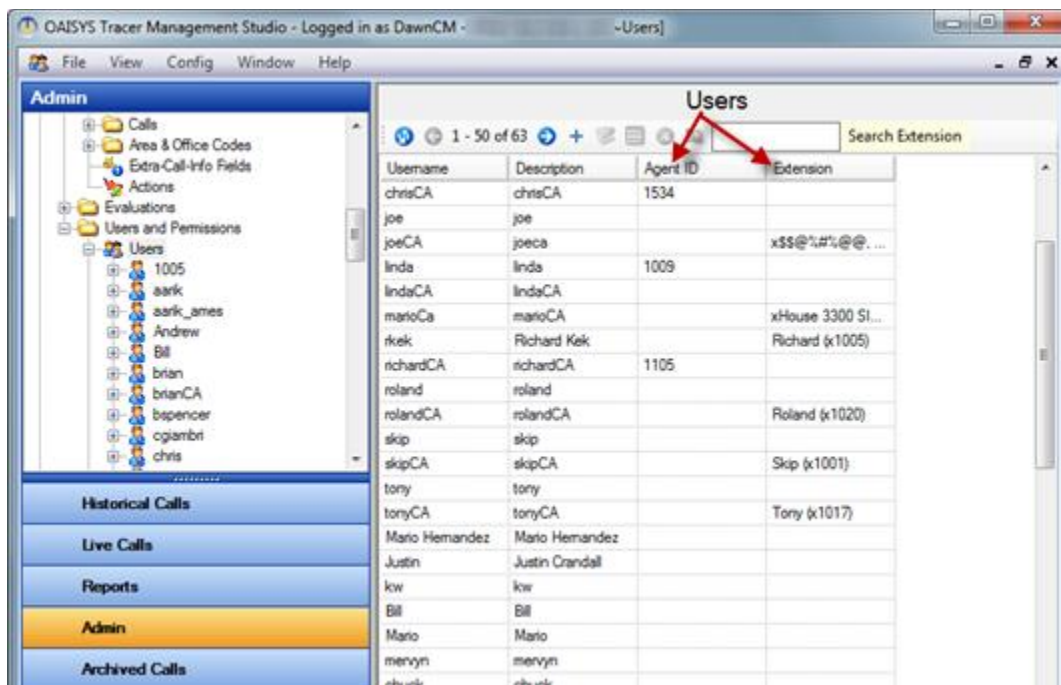 OAISYS Tracer Management Studio - Logged in as DawnCM - ~Users]
File View Config Window Help
Admin
Calls
Area & Office Codes
Extra-Call-Info Fields
Actions
Evaluations
Users and Permissions
Users
1005
aarik
aarik_ames
Andrew
Bill
brian
brianCA
bspencer
cgiambri
chris
Historical Calls
Live Calls
Reports
Admin
Archived Calls
Users
1 - 50 of 63 Search Extension
Username Description Agent ID Extension
chrisCA chrisCA 1534
joe joe
joeCA joeca x$$@%#%@@, ...
linda linda 1009
lindaCA lindaCA
marioCa marioCA xHouse 3300 SI...
rkek Richard Kek Richard (x1005)
richardCA richardCA 1105
roland roland
rolandCA rolandCA Roland (x1020)
skip skip
skipCA skipCA Skip (x1001)
tony tony
tonyCA tonyCA Tony (x1017)
Mario Hernandez Mario Hernandez
Justin Justin Crandall
kw kw
Bill Bill
Mario Mario
mervyn mervyn
chuck chuck